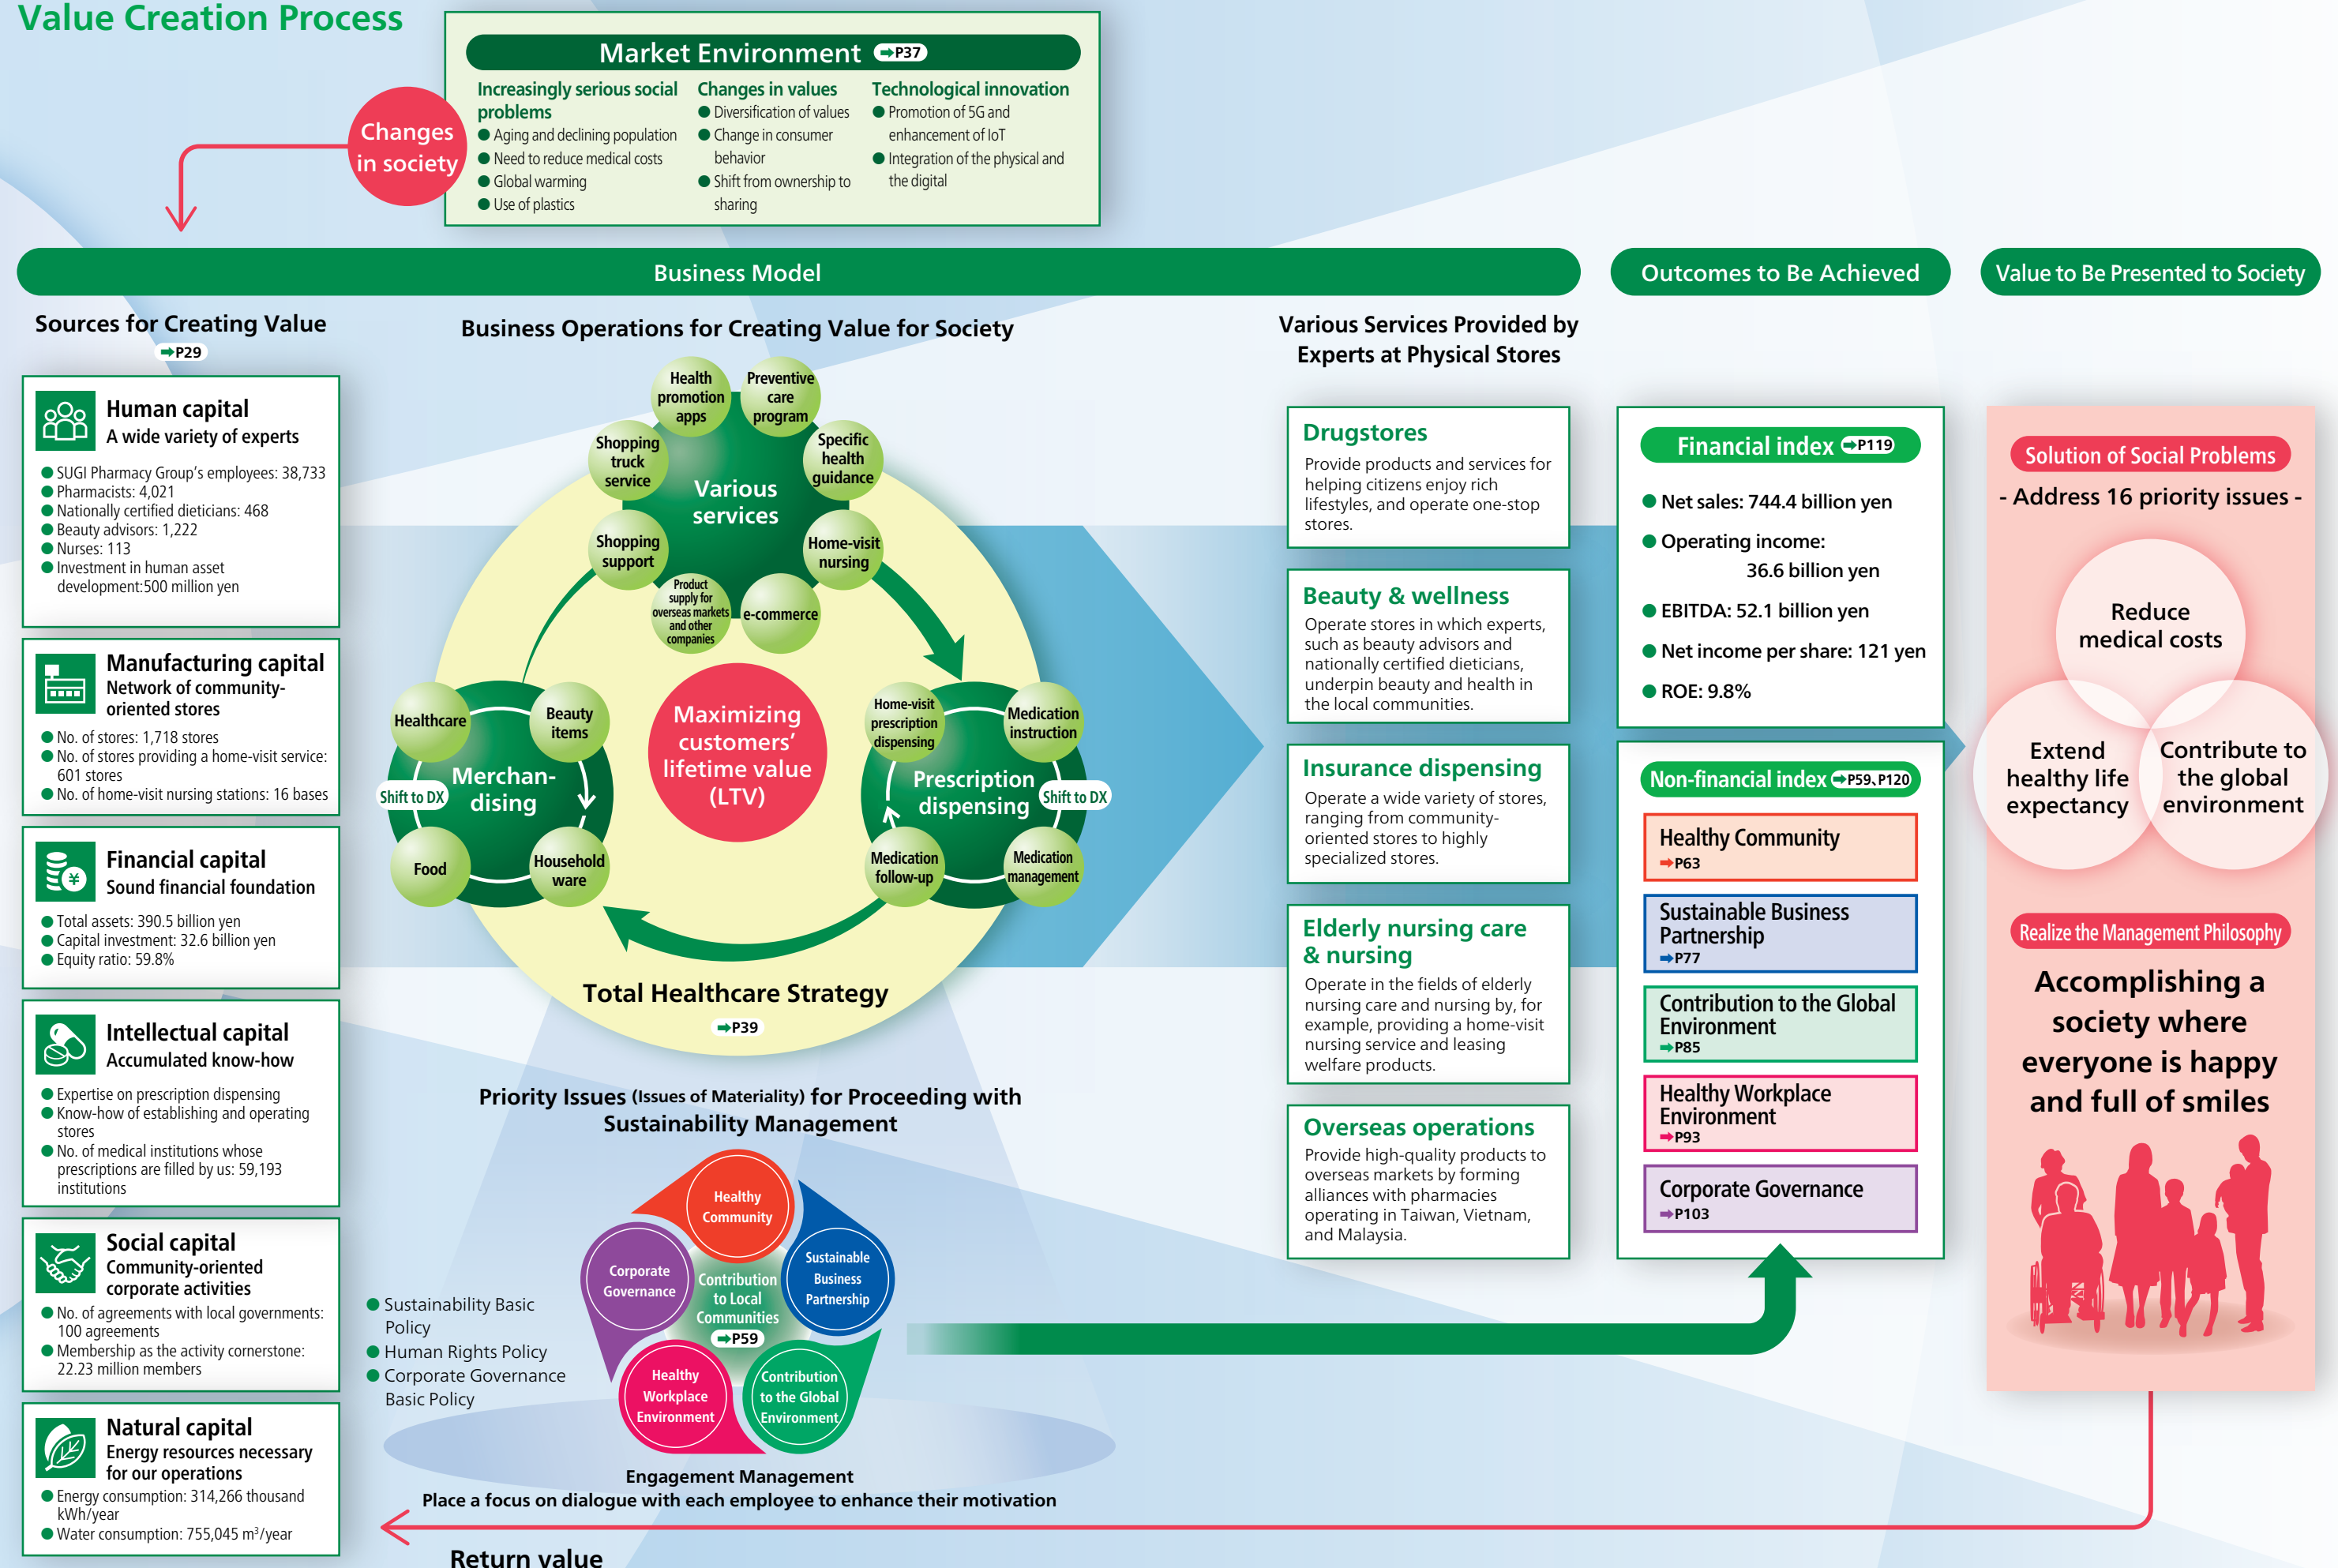 Value Creation Process
Market Environment ➡P37
Increasingly serious social
problems
● Aging and declining population
● Need to reduce medical costs
● Global warming
● Use of plastics
Changes in values
● Diversification of values
● Change in consumer
behavior
● Shift from ownership to
sharing
Technological innovation
● Promotion of 5G and
enhancement of IoT
● Integration of the physical and
the digital
Changes
in society
Business Model
Sources for Creating Value
➡P29
Human capital
A wide variety of experts
● SUGI Pharmacy Group's employees: 38,733
● Pharmacists: 4,021
● Nationally certified dieticians: 468
● Beauty advisors: 1,222
● Nurses: 113
● Investment in human asset
development:500 million yen
Manufacturing capital
Network of community-
oriented stores
● No. of stores: 1,718 stores
● No. of stores providing a home-visit service:
601 stores
● No. of home-visit nursing stations: 16 bases
Financial capital
Sound financial foundation
● Total assets: 390.5 billion yen
● Capital investment: 32.6 billion yen
● Equity ratio: 59.8%
Intellectual capital
Accumulated know-how
● Expertise on prescription dispensing
● Know-how of establishing and operating
stores
● No. of medical institutions whose
prescriptions are filled by us: 59,193
institutions
Social capital
Community-oriented
corporate activities
● No. of agreements with local governments:
100 agreements
● Membership as the activity cornerstone:
22.23 million members
Natural capital
Energy resources necessary
for our operations
● Energy consumption: 314,266 thousand
kWh/year
● Water consumption: 755,045 m³/year
Business Operations for Creating Value for Society
Health
promotion
apps
Preventive
care
program
Shopping
truck
service
Specific
health
guidance
Various
services
Shopping
support
Home-visit
nursing
Product
supply for
overseas markets
and other
companies
e-commerce
Healthcare
Beauty
items
Shift to DX
Merchan-
dising
Food
Household
ware
Maximizing
customers'
lifetime value
(LTV)
Home-visit
prescription
dispensing
Medication
instruction
Prescription
dispensing
Shift to DX
Medication
follow-up
Medication
management
Total Healthcare Strategy
➡P39
Priority Issues (Issues of Materiality) for Proceeding with
Sustainability Management
Healthy
Community
Corporate
Governance
Sustainable
Business
Partnership
Contribution
to Local
Communities
➡P59
Healthy
Workplace
Environment
Contribution
to the Global
Environment
● Sustainability Basic
Policy
● Human Rights Policy
● Corporate Governance
Basic Policy
Engagement Management
Place a focus on dialogue with each employee to enhance their motivation
Various Services Provided by
Experts at Physical Stores
Drugstores
Provide products and services for
helping citizens enjoy rich
lifestyles, and operate one-stop
stores.
Beauty & wellness
Operate stores in which experts,
such as beauty advisors and
nationally certified dieticians,
underpin beauty and health in
the local communities.
Insurance dispensing
Operate a wide variety of stores,
ranging from community-
oriented stores to highly
specialized stores.
Elderly nursing care
& nursing
Operate in the fields of elderly
nursing care and nursing by, for
example, providing a home-visit
nursing service and leasing
welfare products.
Overseas operations
Provide high-quality products to
overseas markets by forming
alliances with pharmacies
operating in Taiwan, Vietnam,
and Malaysia.
Outcomes to Be Achieved
Financial index ➡P119
● Net sales: 744.4 billion yen
● Operating income:
36.6 billion yen
● EBITDA: 52.1 billion yen
● Net income per share: 121 yen
● ROE: 9.8%
Non-financial index ➡P59、P120
Healthy Community
➡P63
Sustainable Business
Partnership
➡P77
Contribution to the Global
Environment
➡P85
Healthy Workplace
Environment
➡P93
Corporate Governance
➡P103
Value to Be Presented to Society
Solution of Social Problems
- Address 16 priority issues -
Reduce
medical costs
Extend
healthy life
expectancy
Contribute to
the global
environment
Realize the Management Philosophy
Accomplishing a
society where
everyone is happy
and full of smiles
Return value